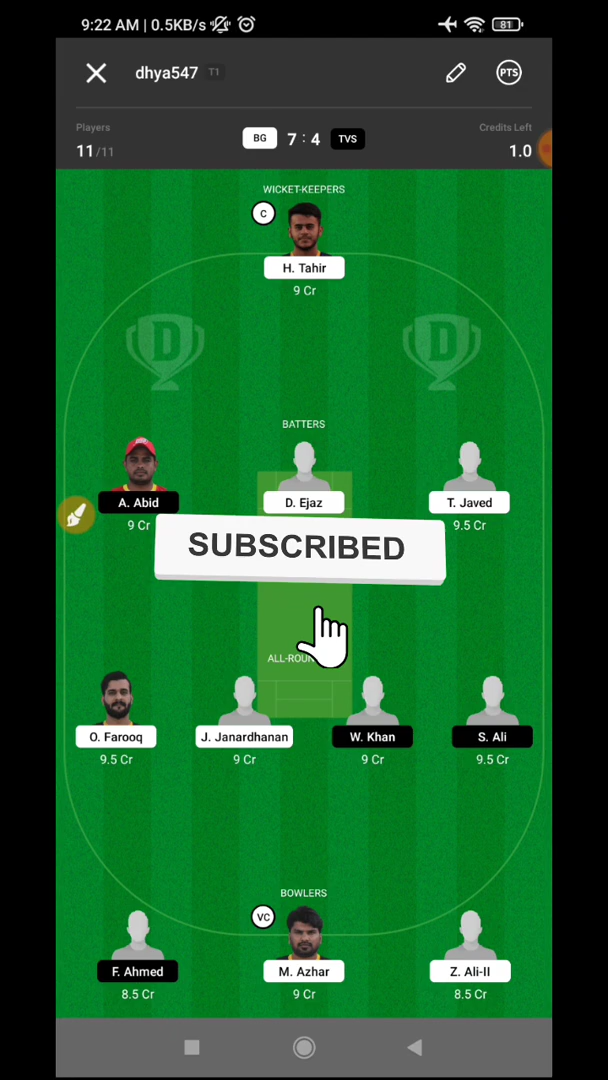 9:22 AM | 0.5KB/s
81
dhya547 T1
PTS
Players
11/11
BG 7 : 4 TVS
Credits Left
1.0
WICKET-KEEPERS
C
H. Tahir
9 Cr
D D
BATTERS
A. Abid D. Ejaz T. Javed
9 Cr 9.5 Cr
SUBSCRIBED
ALL-ROUN
O. Farooq J. Janardhanan W. Khan S. Ali
9.5 Cr 9 Cr 9 Cr 9.5 Cr
BOWLERS
VC
F. Ahmed M. Azhar Z. Ali-II
8.5 Cr 9 Cr 8.5 Cr